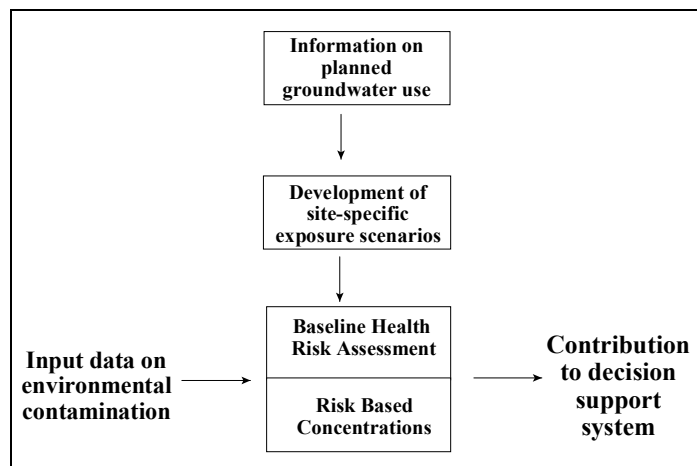 Information on
planned
groundwater use
Development of
site-specific
exposure scenarios
Baseline Health
Risk Assessment
Input data on
environmental
contamination
Risk Based
Concentrations
Contribution
to decision
support
system